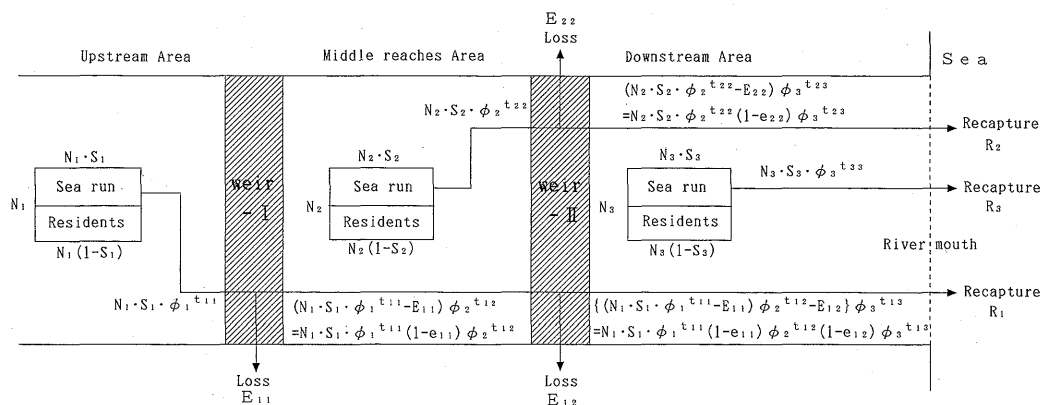 E₂₂
Loss
Upstream Area
Middle reaches Area
Downstream Area
Sea
N₂·S₂·φ₂^t₂₂
(N₂·S₂·φ₂^t₂₂-E₂₂) φ₃^t₂₃
=N₂·S₂·φ₂^t₂₂(1-e₂₂) φ₃^t₂₃
Recapture
R₂
N₁·S₁
Sea run
N₁
Residents
N₁(1-S₁)
weir
-Ⅰ
N₂·S₂
Sea run
N₂
Residents
N₂(1-S₂)
weir
-Ⅱ
N₃·S₃
Sea run
N₃
Residents
N₃(1-S₃)
N₃·S₃·φ₃^t₃₃
Recapture
R₃
River mouth
N₁·S₁·φ₁^t₁₁
(N₁·S₁·φ₁^t₁₁-E₁₁) φ₂^t₁₂
=N₁·S₁·φ₁^t₁₁(1-e₁₁) φ₂^t₁₂
{(N₁·S₁·φ₁^t₁₁-E₁₁) φ₂^t₁₂-E₁₂} φ₃^t₁₃
=N₁·S₁·φ₁^t₁₁(1-e₁₁) φ₂^t₁₂(1-e₁₂) φ₃^t₁₃
Recapture
R₁
Loss
E₁₁
Loss
E₁₂